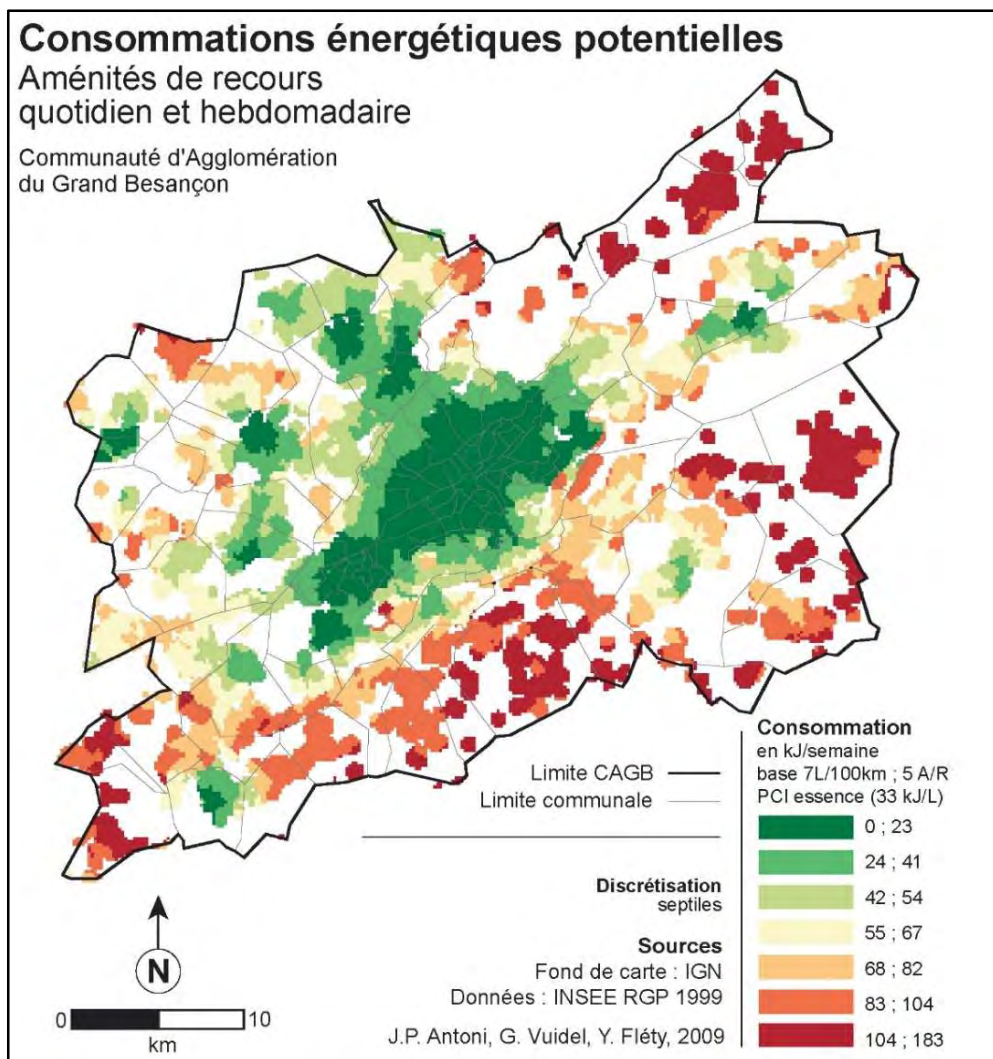 Consommations énergétiques potentielles
Aménités de recours
quotidien et hebdomadaire
Communauté d'Agglomération
du Grand Besançon
Limite CAGB
Limite communale
Discrétisation
septiles
Sources
Fond de carte : IGN
Données : INSEE RGP 1999
J.P. Antoni, G. Vuidel, Y. Fléty, 2009
Consommation
en kJ/semaine
base 7L/100km ; 5 A/R
PCI essence (33 kJ/L)
0 ; 23
24 ; 41
42 ; 54
55 ; 67
68 ; 82
83 ; 104
104 ; 183
N
0 10
km